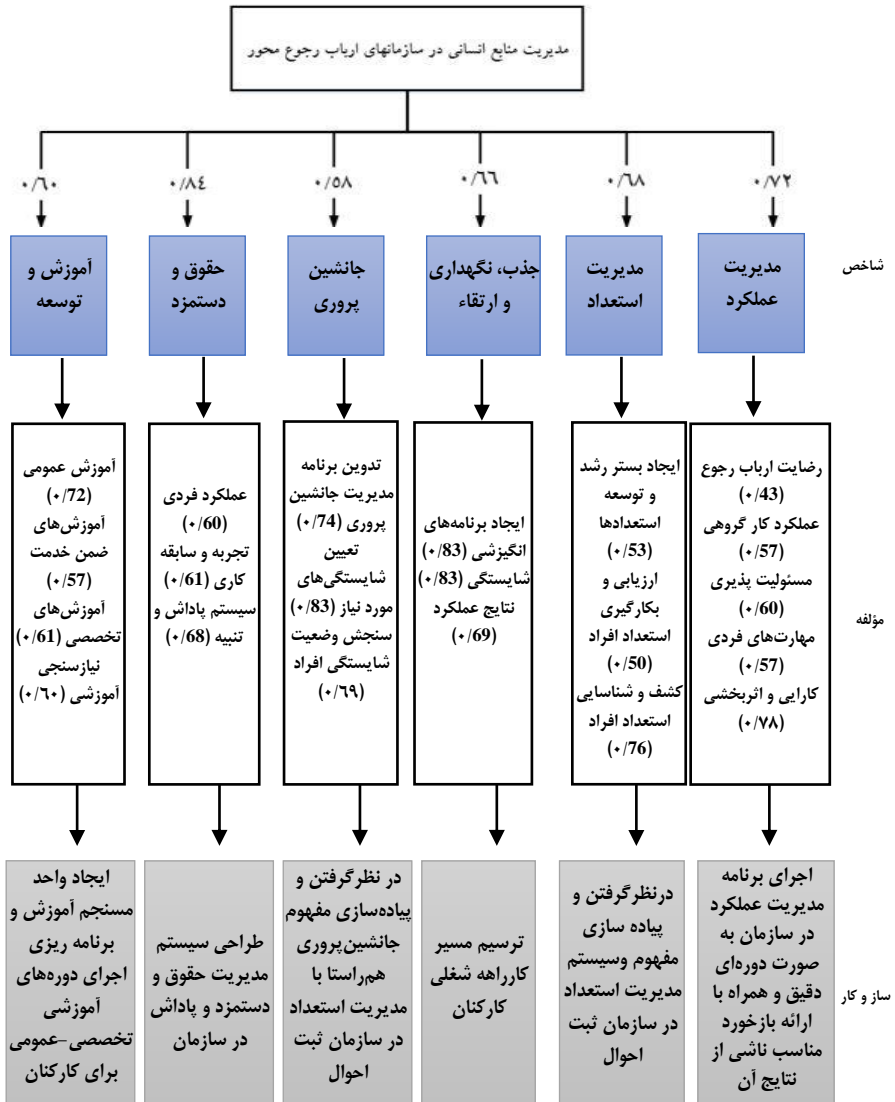 مدیریت منابع انسانی در سازمانهای ارباب رجوع محور
۰/۷۲
۰/٦٨
۰/٦٦
۰/٥٨
۰/٨٤
۰/٦٠
شاخص
مدیریت
عملکرد
مدیریت
استعداد
جذب، نگهداری
و ارتقاء
جانشین
پروری
حقوق و
دستمزد
آموزش و
توسعه
مؤلفه
رضایت ارباب رجوع
(۰/43)
عملکرد کار گروهی
(۰/57)
مسئولیت پذیری
(۰/60)
مهارت‌های فردی
(۰/57)
کارایی و اثربخشی
(۰/۷۸)
ایجاد بستر رشد
و توسعه
استعدادها
(۰/53)
ارزیابی و
بکارگیری
استعداد افراد
(۰/50)
کشف و شناسایی
استعداد افراد
(۰/76)
ایجاد برنامه‌های
انگیزشی (۰/83)
شایستگی (۰/83)
نتایج عملکرد
(۰/69)
تدوین برنامه
مدیریت جانشین
پروری (۰/74)
تعیین
شایستگی‌های
مورد نیاز (۰/83)
سنجش وضعیت
شایستگی افراد
(۰/٦۹)
عملکرد فردی
(۰/60)
تجربه و سابقه
کاری (۰/61)
سیستم پاداش و
تنبیه (۰/68)
آموزش عمومی
(۰/72)
آموزش‌های
ضمن خدمت
(۰/57)
آموزش‌های
تخصصی (۰/61)
نیازسنجی
آموزشی (۰/٦۰)
ساز و کار
اجرای برنامه
مدیریت عملکرد
در سازمان به
صورت دوره‌ای
دقیق و همراه با
ارائه بازخورد
مناسب ناشی از
نتایج آن
درنظرگرفتن و
پیاده سازی
مفهوم وسیستم
مدیریت استعداد
در سازمان ثبت
احوال
ترسیم مسیر
کارراهه شغلی
کارکنان
در نظرگرفتن و
پیاده‌سازی مفهوم
جانشین‌پروری
هم‌راستا با
مدیریت استعداد
در سازمان ثبت
احوال
طراحی سیستم
مدیریت حقوق و
دستمزد و پاداش
در سازمان
ایجاد واحد
مسنجم آموزش و
برنامه ریزی
اجرای دوره‌های
آموزشی
تخصصی-عمومی
برای کارکنان